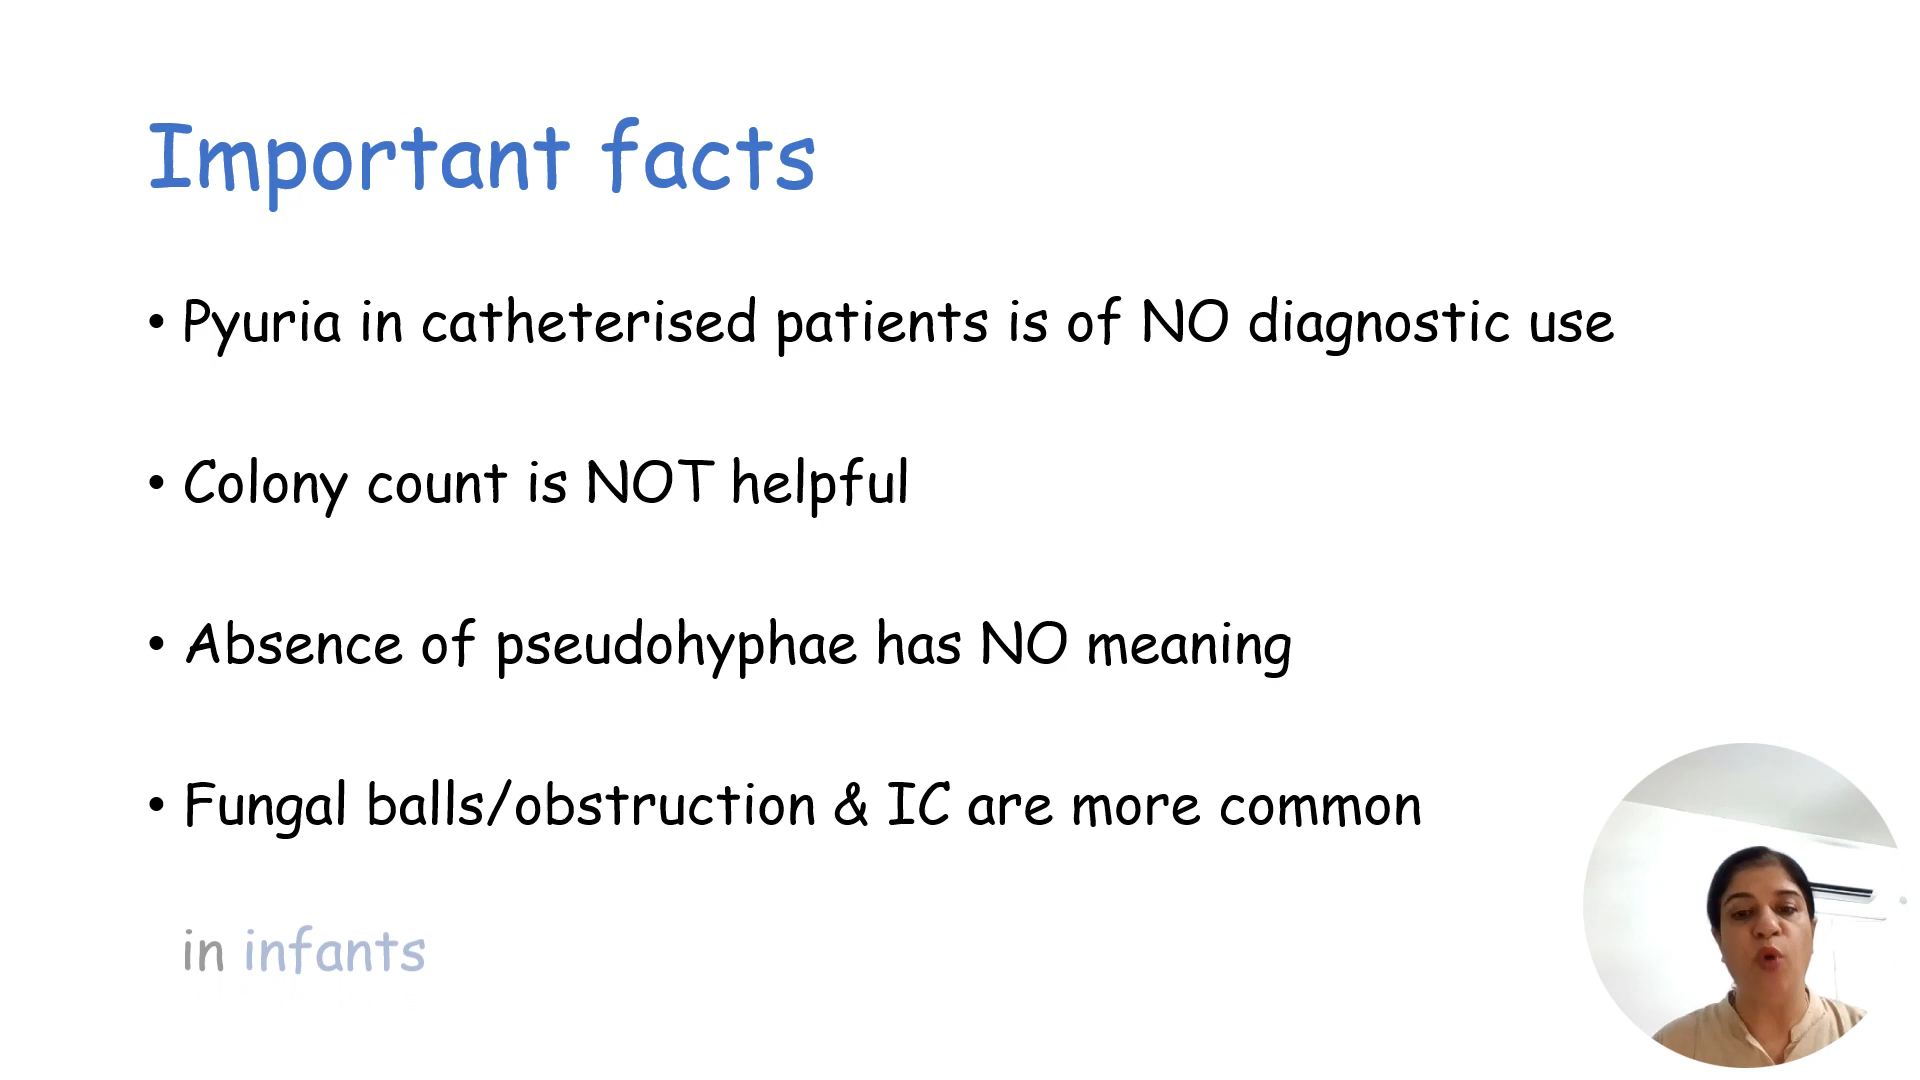 Important facts
• Pyuria in catheterised patients is of NO diagnostic use
• Colony count is NOT helpful
• Absence of pseudohyphae has NO meaning
• Fungal balls/obstruction & IC are more common
in infants